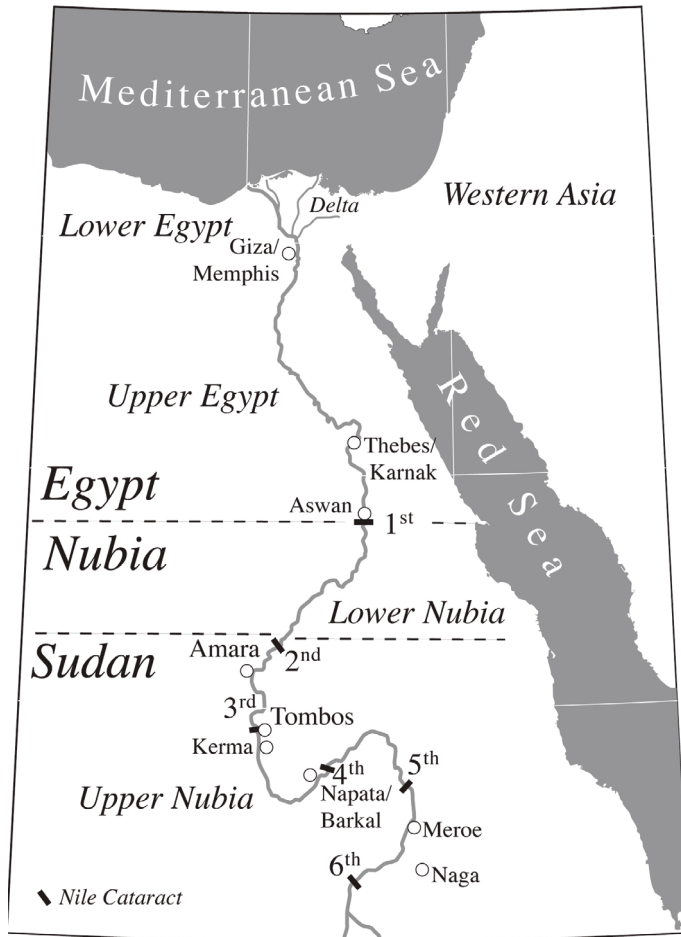 Mediterranean Sea
Western Asia
Delta
Lower Egypt
Giza/
Memphis
Upper Egypt
Red Sea
Thebes/
Karnak
Egypt
Aswan
1st
Nubia
Lower Nubia
Amara
2nd
Sudan
3rd
Tombos
Kerma
4th
5th
Upper Nubia
Napata/
Barkal
Meroe
6th
Naga
Nile Cataract